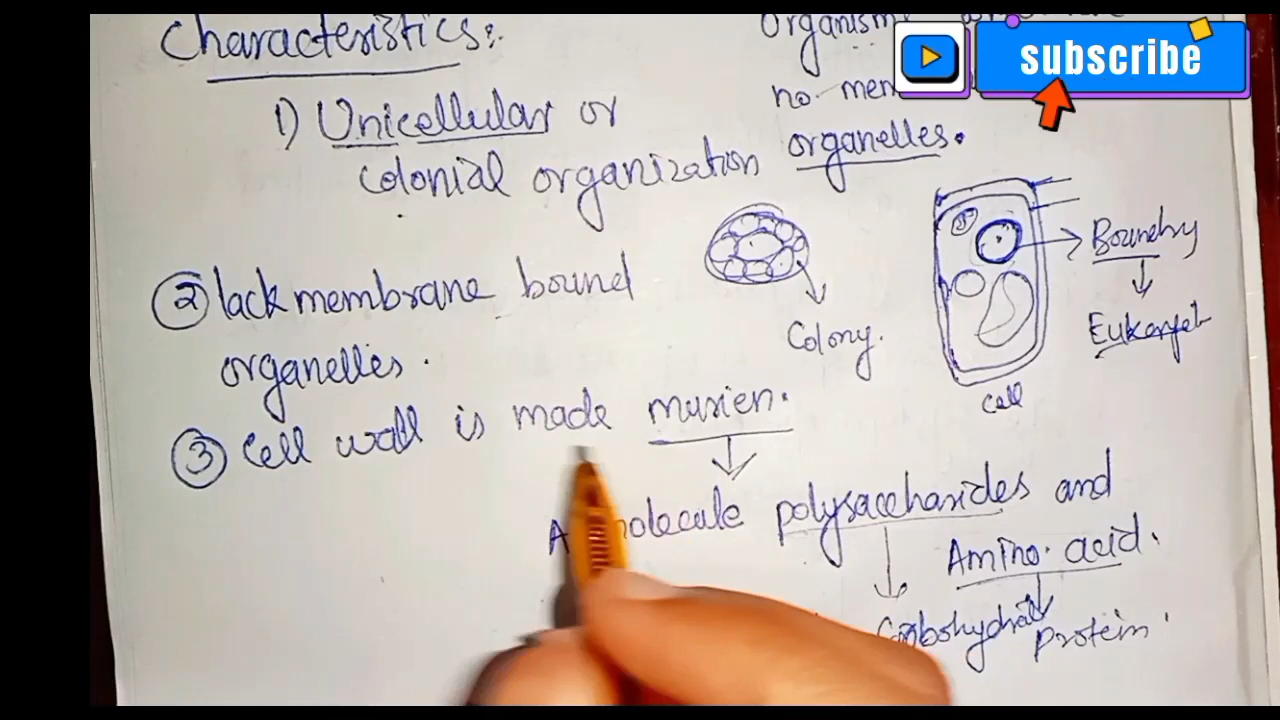 Characteristics:
Organisms
subscribe
1) Unicellular or
no mem
colonial organization
organelles.
② lack membrane bound
organelles.
Colony.
Boundry
Eukaryot
Cell
③ Cell wall is made murien.
A molecule polysaccharides and
Amino acid.
Carbohydrat
Protein.